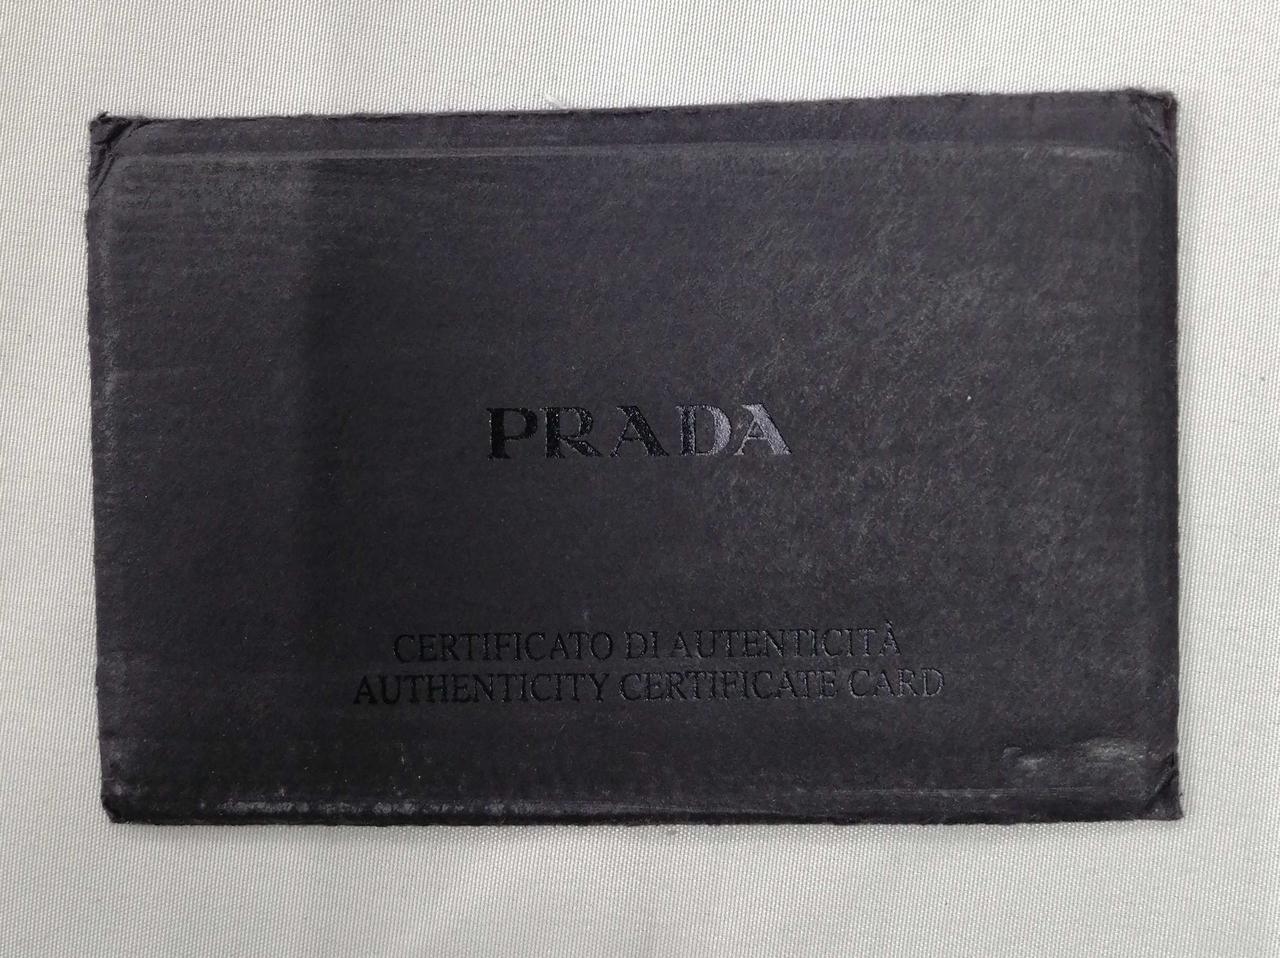 PRADA
CERTIFICATO DI AUTENTICITÀ
AUTHENTICITY CERTIFICATE CARD